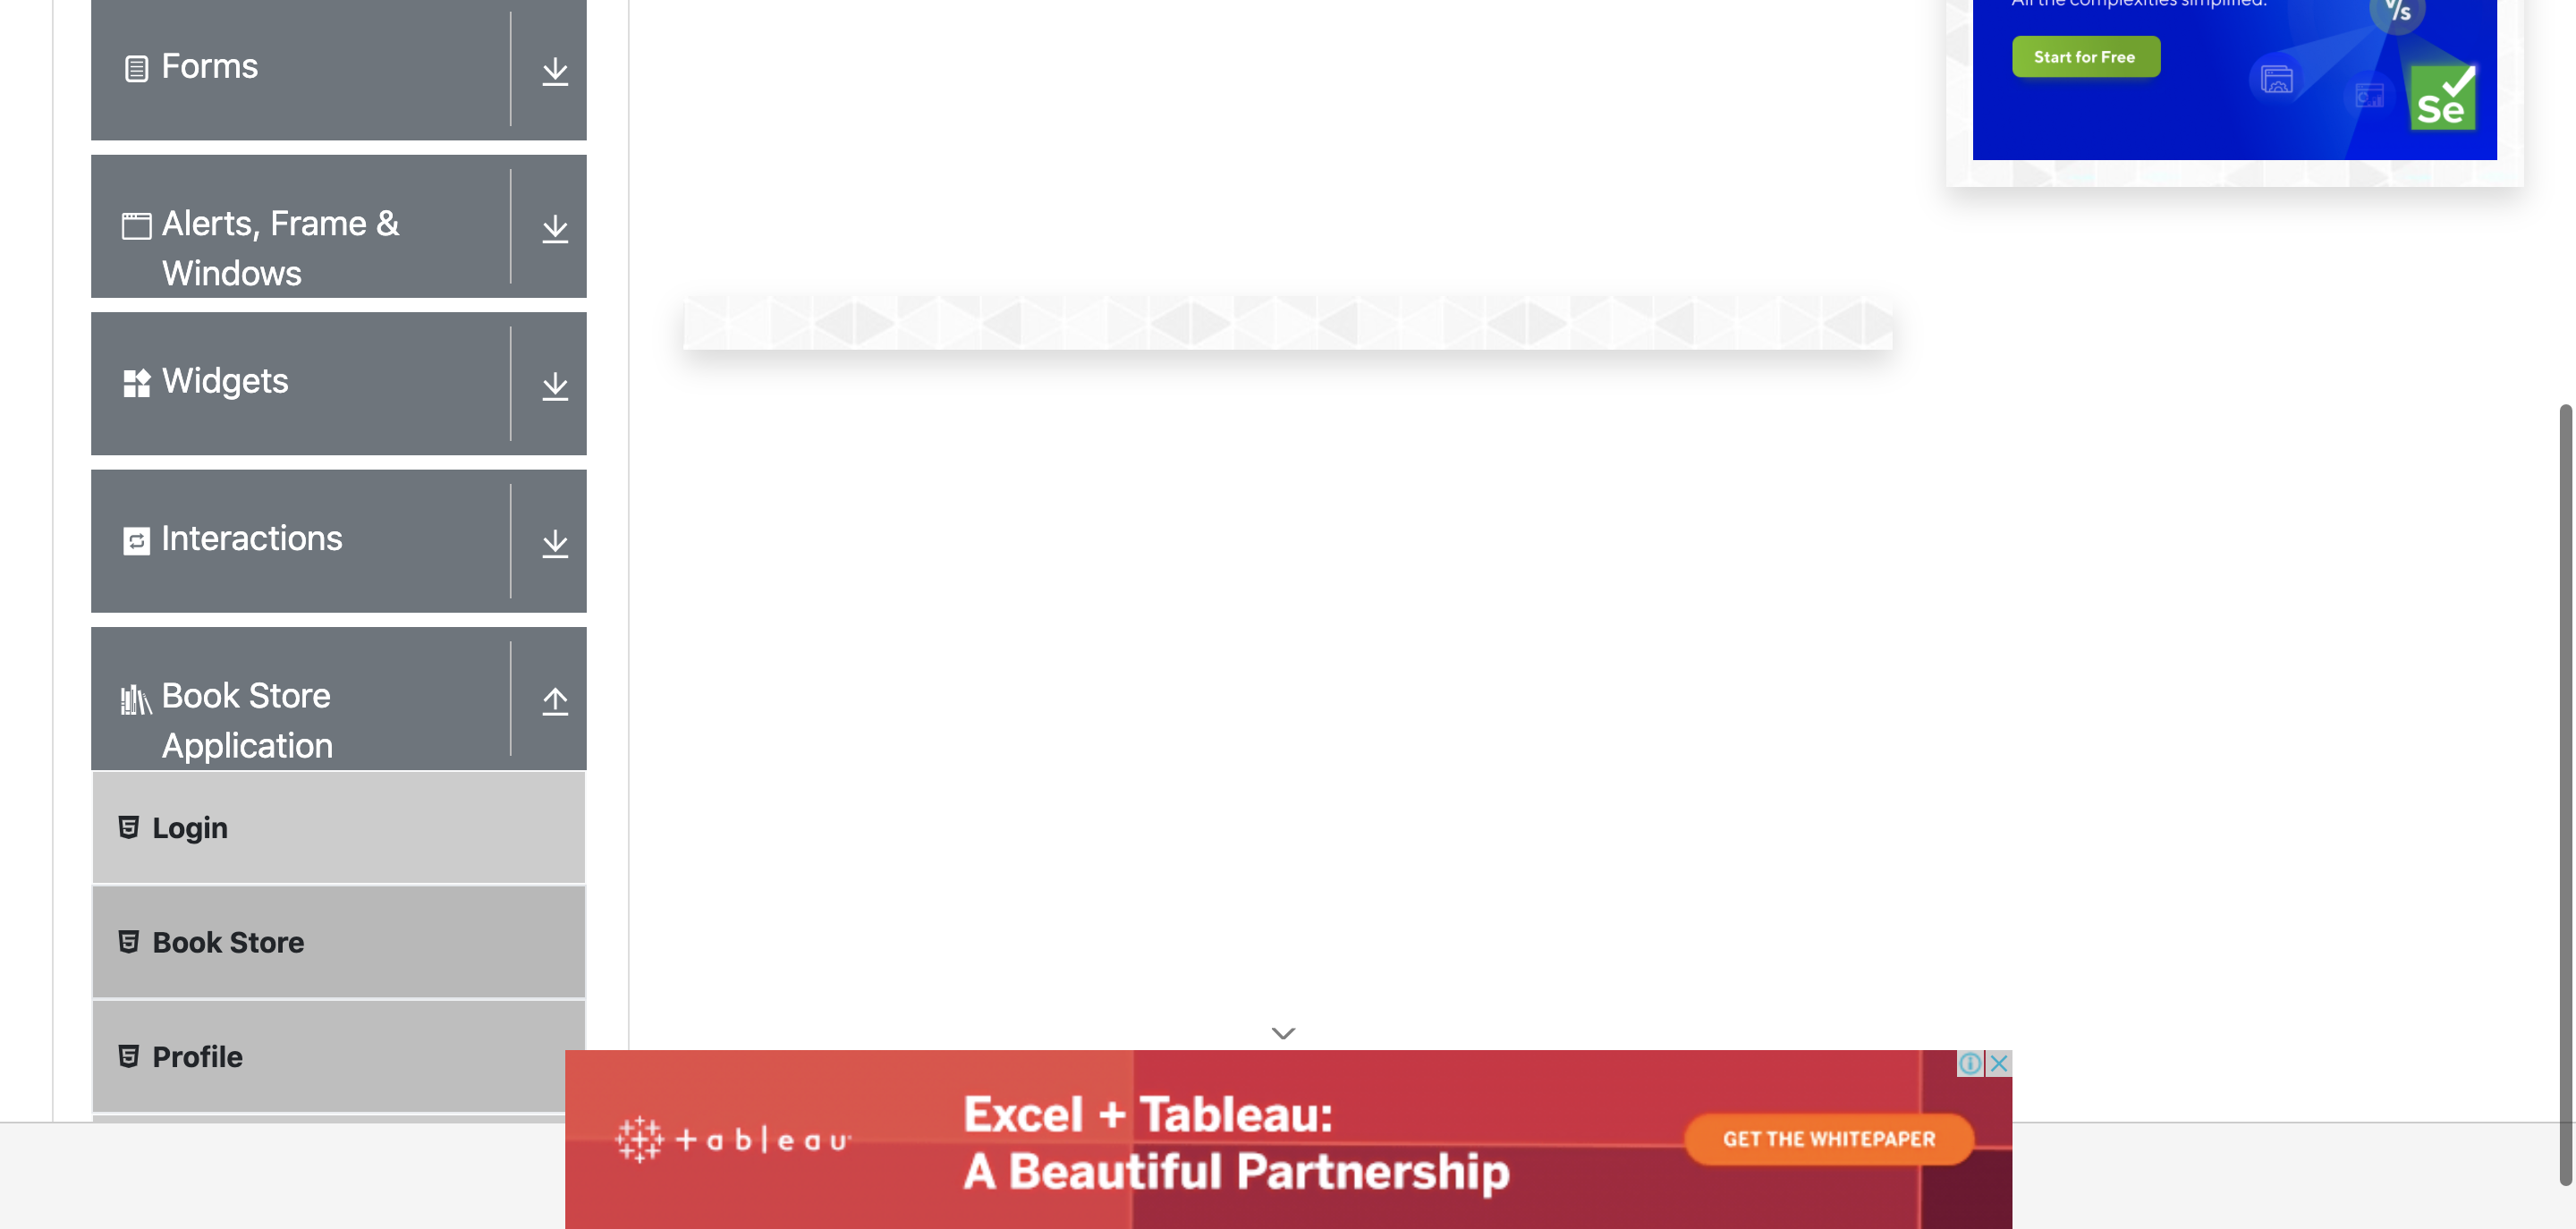 Forms
Alerts, Frame &
Windows
Widgets
Interactions
Book Store
Application
Login
Book Store
Profile
All the complexities simplified.
V/s
Start for Free
Se
+ableau
Excel + Tableau:
A Beautiful Partnership
GET THE WHITEPAPER